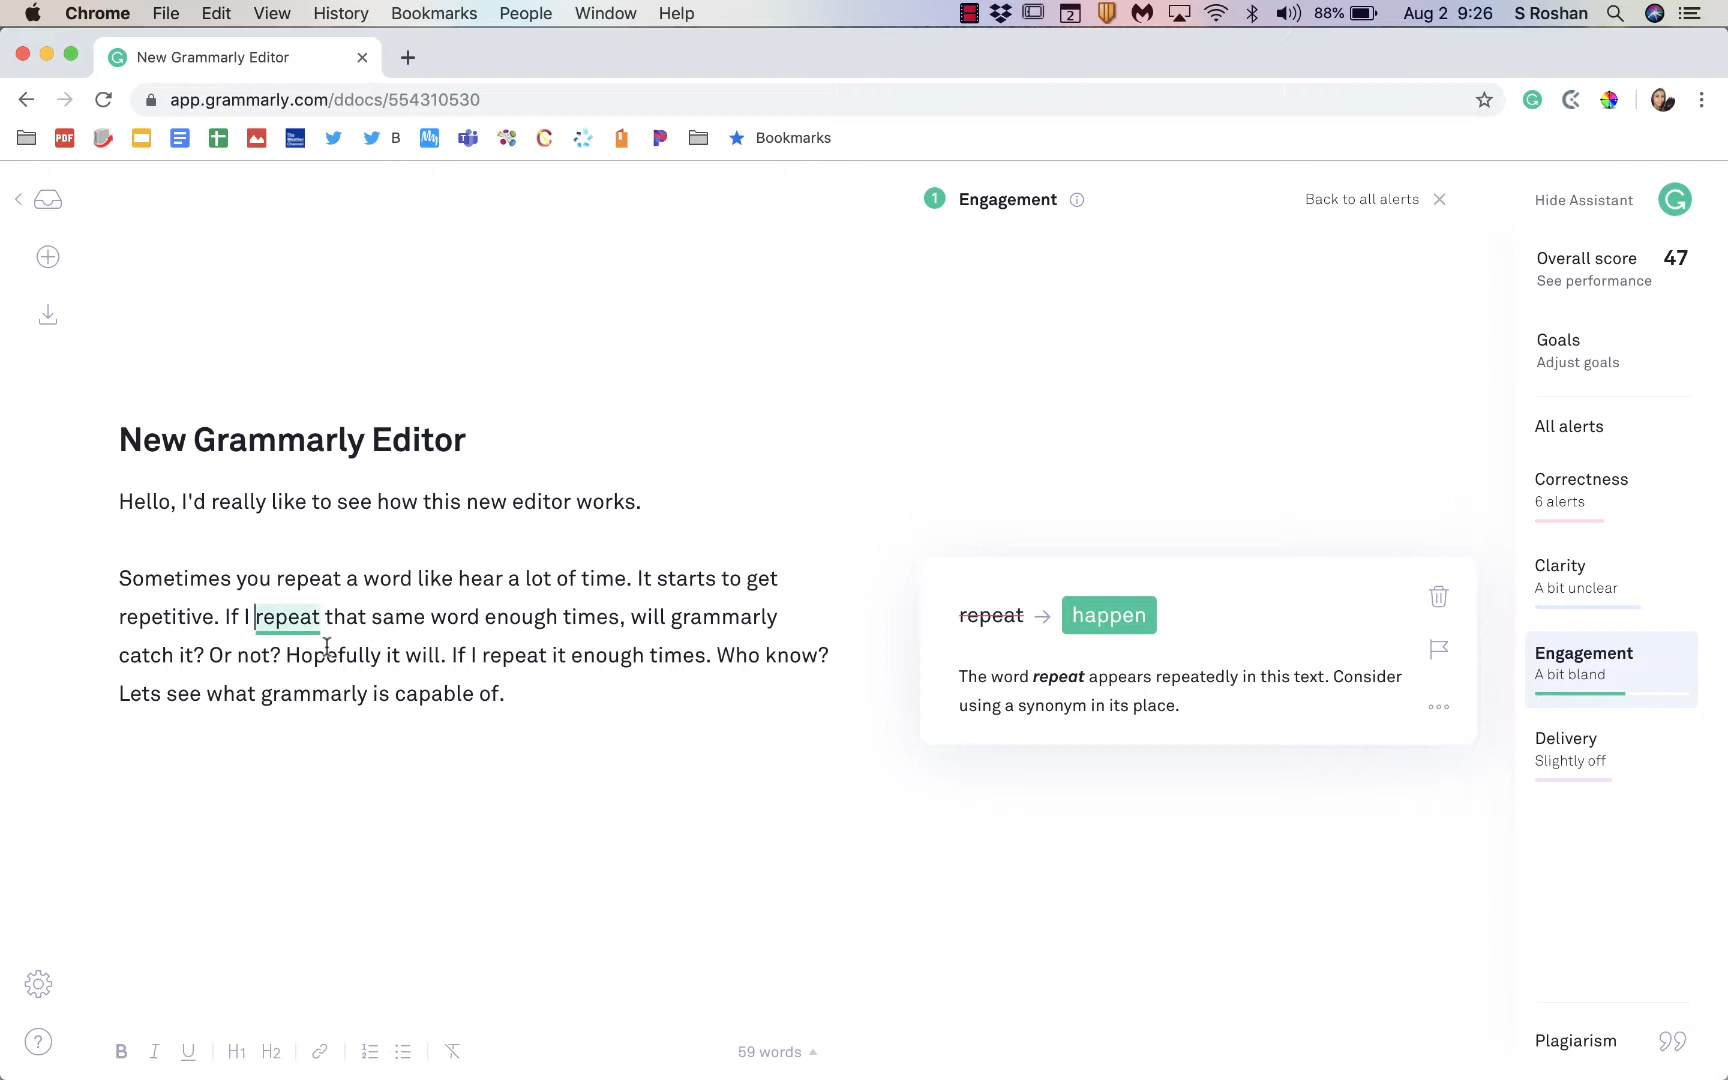 Chrome File Edit View History Bookmarks People Window Help 2 88% Aug 2 9:26 S Roshan
New Grammarly Editor
app.grammarly.com/ddocs/554310530
PDF B My Bookmarks
1 Engagement Back to all alerts Hide Assistant
Overall score 47
See performance
Goals
Adjust goals
All alerts
New Grammarly Editor
Correctness
6 alerts
Hello, I'd really like to see how this new editor works.
Sometimes you repeat a word like hear a lot of time. It starts to get
repetitive. If I repeat that same word enough times, will grammarly
catch it? Or not? Hopefully it will. If I repeat it enough times. Who know?
Lets see what grammarly is capable of.
repeat → happen
The word repeat appears repeatedly in this text. Consider
using a synonym in its place.
Clarity
A bit unclear
Engagement
A bit bland
Delivery
Slightly off
B I U H1 H2 59 words
Plagiarism